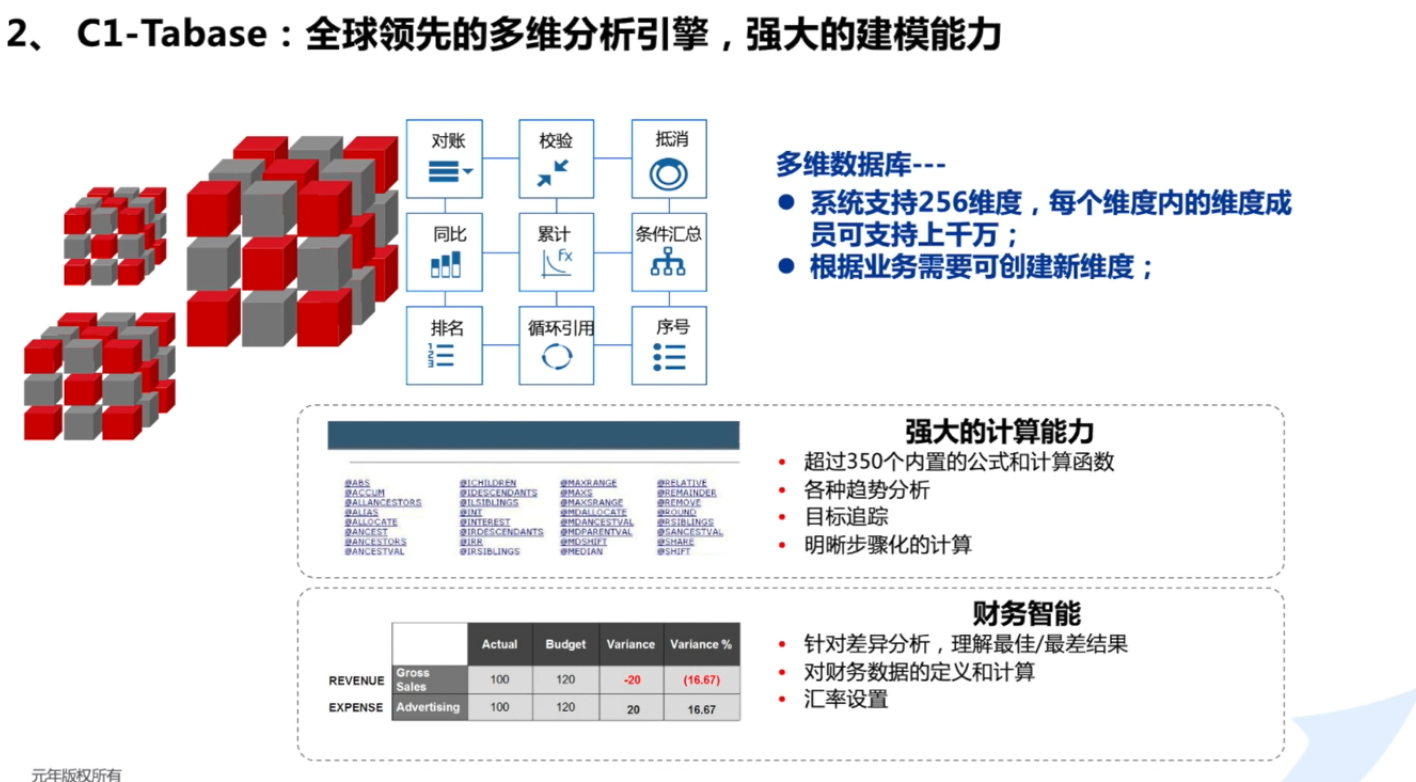 2、 C1-Tabase：全球领先的多维分析引擎，强大的建模能力
对账
校验
抵消
同比
累计
fx
条件汇总
排名
1
2
3
循环引用
序号
多维数据库---
● 系统支持256维度，每个维度内的维度成
员可支持上千万；
● 根据业务需要可创建新维度；
@ABS @ICHILDREN @MAXRANGE @RELATIVE
@ACCUM @IDESCENDANTS @MAXS @REMAINDER
@ALLANCESTORS @ILSIBLINGS @MAXSRANGE @REMOVE
@ALIAS @INT @MDALLOCATE @ROUND
@ALLOCATE @INTEREST @MDANCESTVAL @RSIBLINGS
@ANCEST @IRDESCENDANTS @MDPARENTVAL @SANCESTVAL
@ANCESTORS @IRR @MDSHIFT @SHARE
@ANCESTVAL @IRSIBLINGS @MEDIAN @SHIFT
强大的计算能力
• 超过350个内置的公式和计算函数
• 各种趋势分析
• 目标追踪
• 明晰步骤化的计算
Actual Budget Variance Variance %
REVENUE Gross Sales 100 120 -20 (16.67)
EXPENSE Advertising 100 120 20 16.67
财务智能
• 针对差异分析，理解最佳/最差结果
• 对财务数据的定义和计算
• 汇率设置
元年版权所有